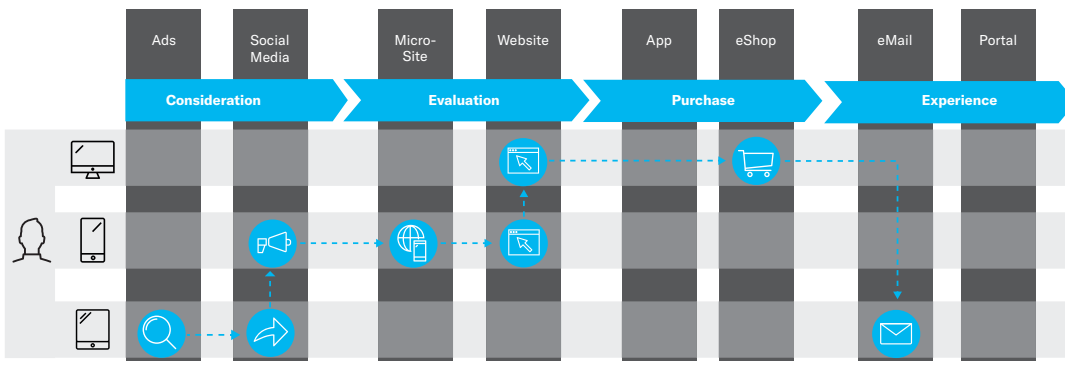 Ads
Social
Media
Micro-
Site
Website
App
eShop
eMail
Portal
Consideration
Evaluation
Purchase
Experience